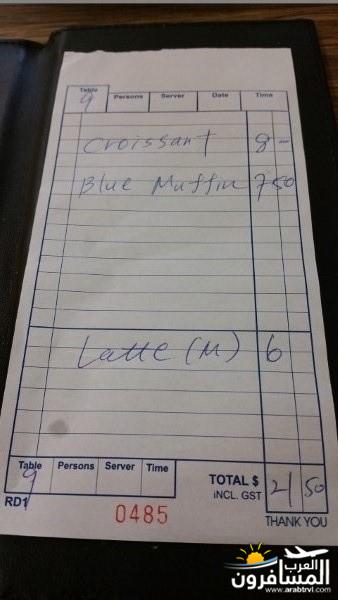 Table Persons Server Date Time
9
Croissant 8 -
Blue Muffin 7 50
Latte (M) 6
Table Persons Server Time TOTAL $ 21 50
9 INCL. GST
RD1 0485 THANK YOU
العرب
المسافرون
www.arabtrvl.com